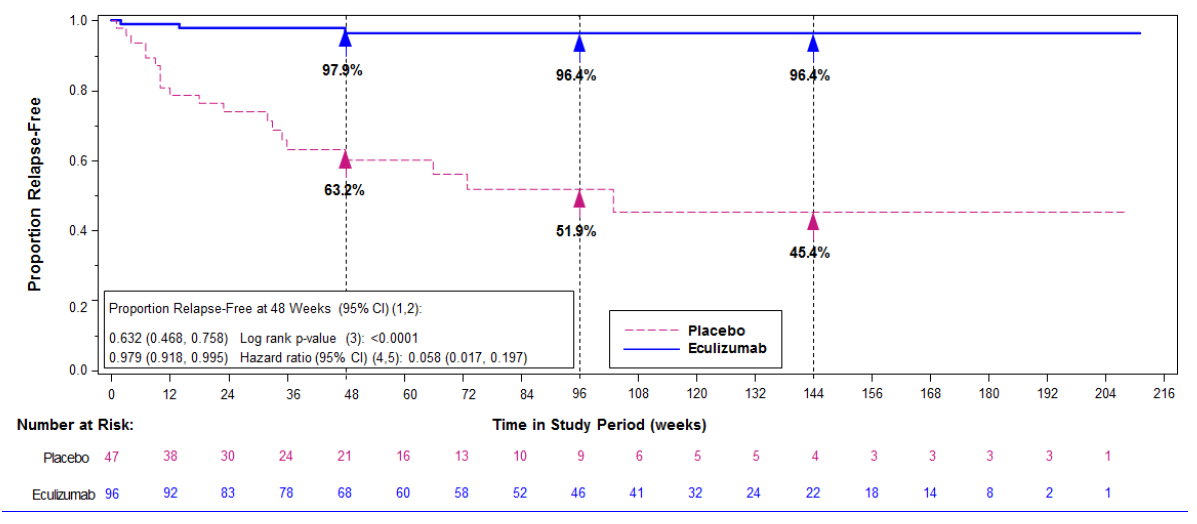 1.0
97.9%
96.4%
96.4%
0.8
0.6
63.2%
51.9%
0.4
45.4%
Proportion Relapse-Free
0.2
Proportion Relapse-Free at 48 Weeks (95% CI) (1,2):
0.632 (0.468, 0.758) Log rank p-value (3): <0.0001
0.979 (0.918, 0.995) Hazard ratio (95% CI) (4,5): 0.058 (0.017, 0.197)
Placebo
Eculizumab
0.0
0 12 24 36 48 60 72 84 96 108 120 132 144 156 168 180 192 204 216
Number at Risk: Time in Study Period (weeks)
Placebo 47 38 30 24 21 16 13 10 9 6 5 5 4 3 3 3 3 1
Eculizumab 96 92 83 78 68 60 58 52 46 41 32 24 22 18 14 8 2 1